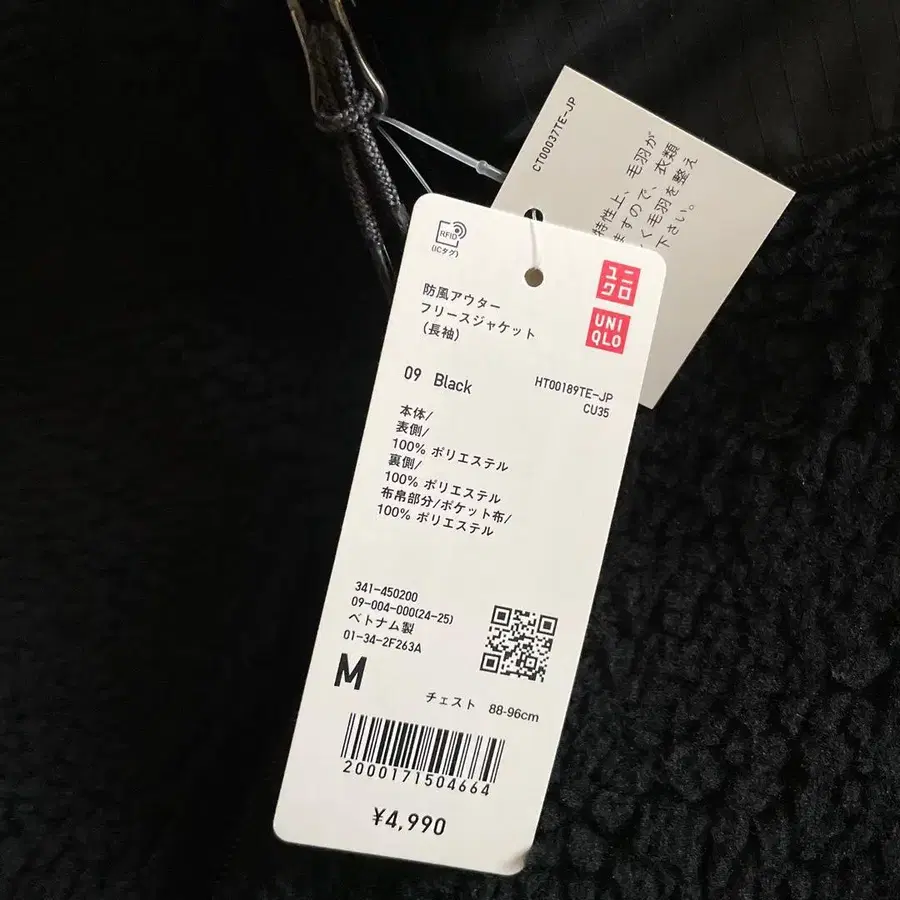 CT00037TE-JP
特性上、毛羽が
ますので、衣類
く毛羽を整え
下さい。
RFID
(ICタグ)
ユニ
クロ
UNI
QLO
防風アウター
フリースジャケット
(長袖)
09 Black
HT00189TE-JP
CU35
本体/
表側/
100% ポリエステル
裏側/
100% ポリエステル
布帛部分/ポケット布/
100% ポリエステル
341-450200
09-004-000(24-25)
ベトナム製
01-34-2F263A
M
チェスト 88-96cm
2000171504664
¥4,990